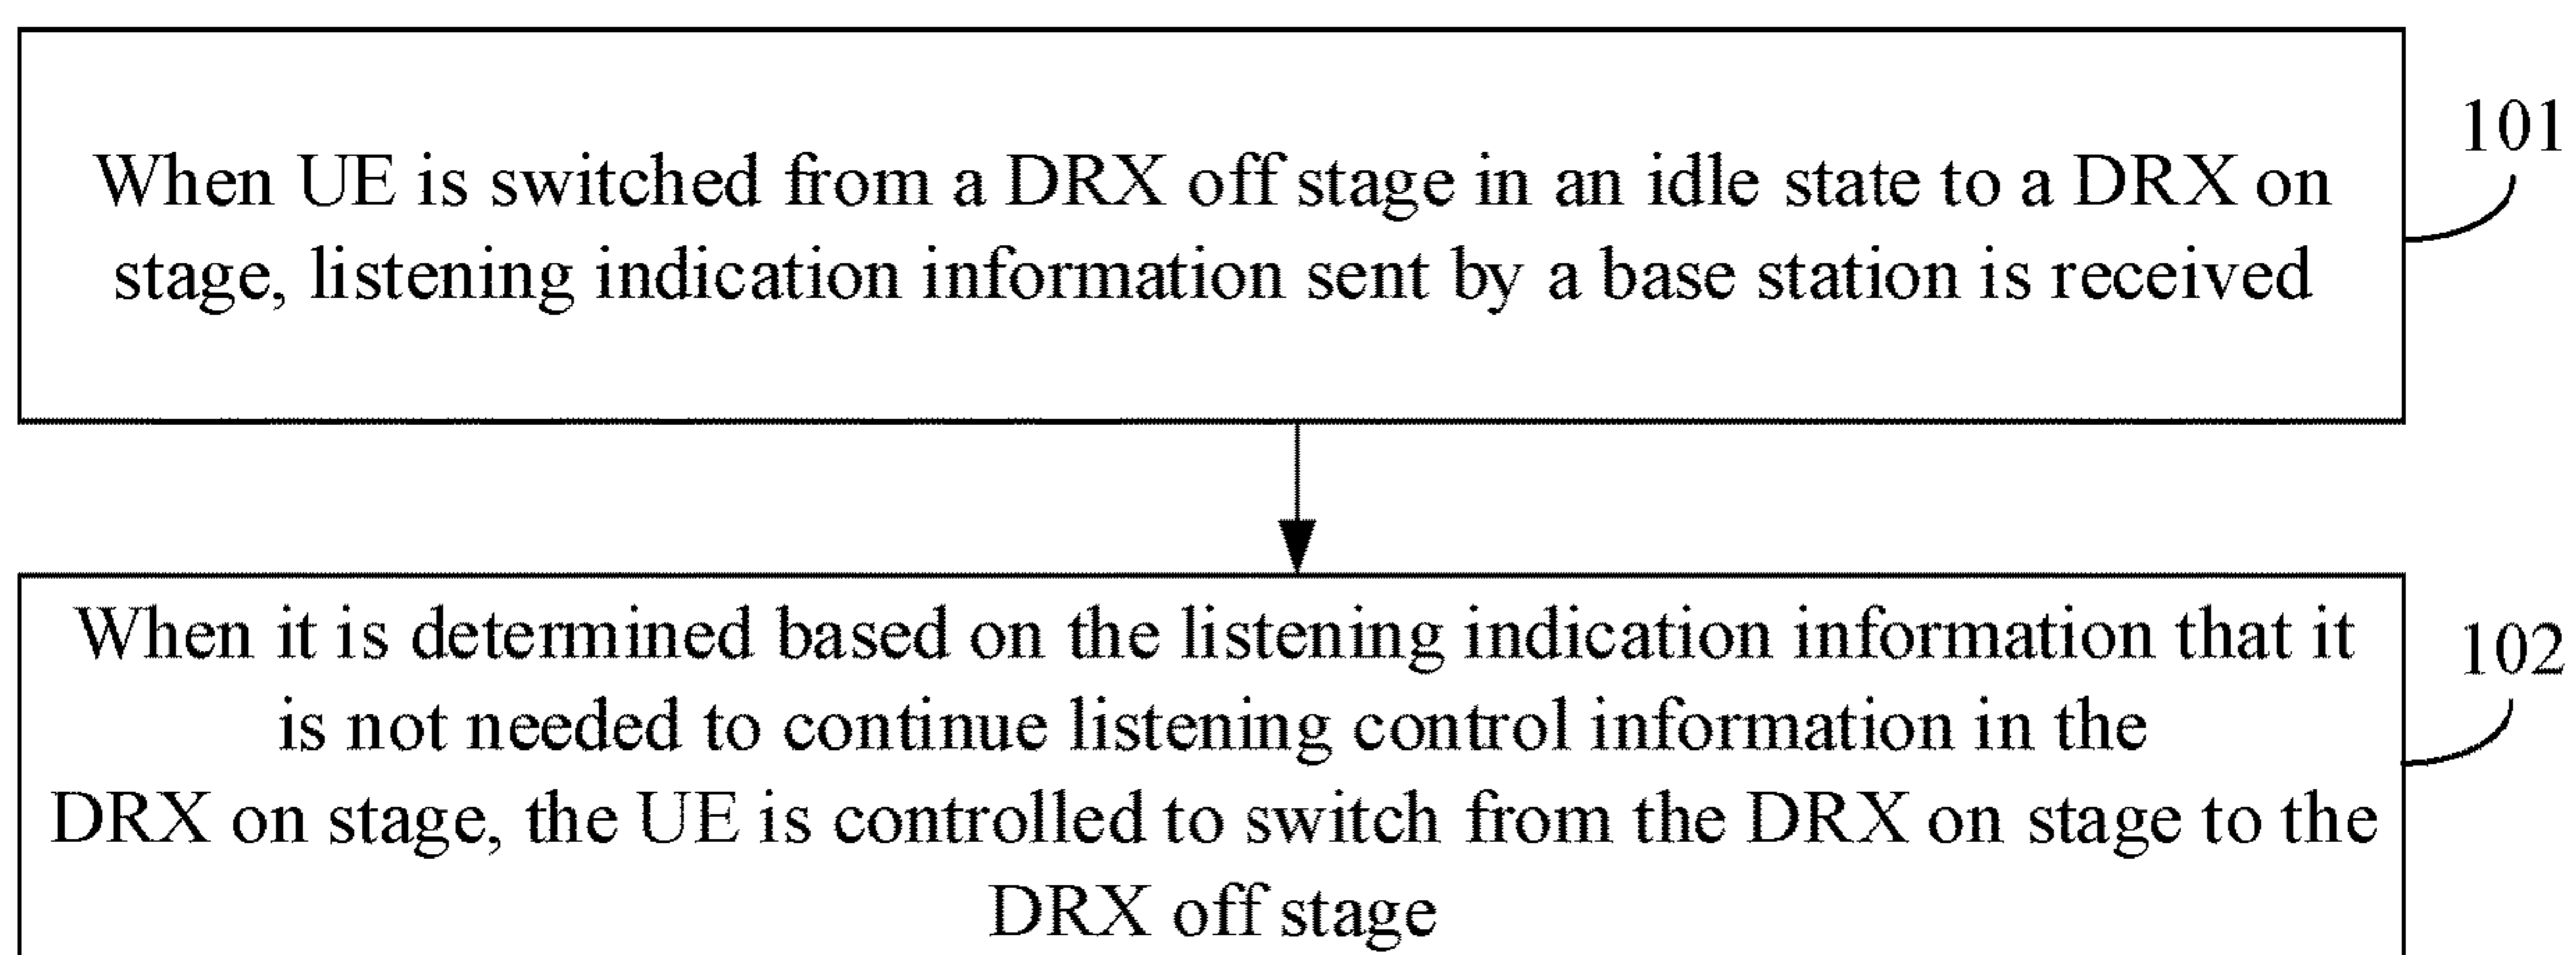 When UE is switched from a DRX off stage in an idle state to a DRX on
stage, listening indication information sent by a base station is received
101
When it is determined based on the listening indication information that it
is not needed to continue listening control information in the
DRX on stage, the UE is controlled to switch from the DRX on stage to the
DRX off stage
102